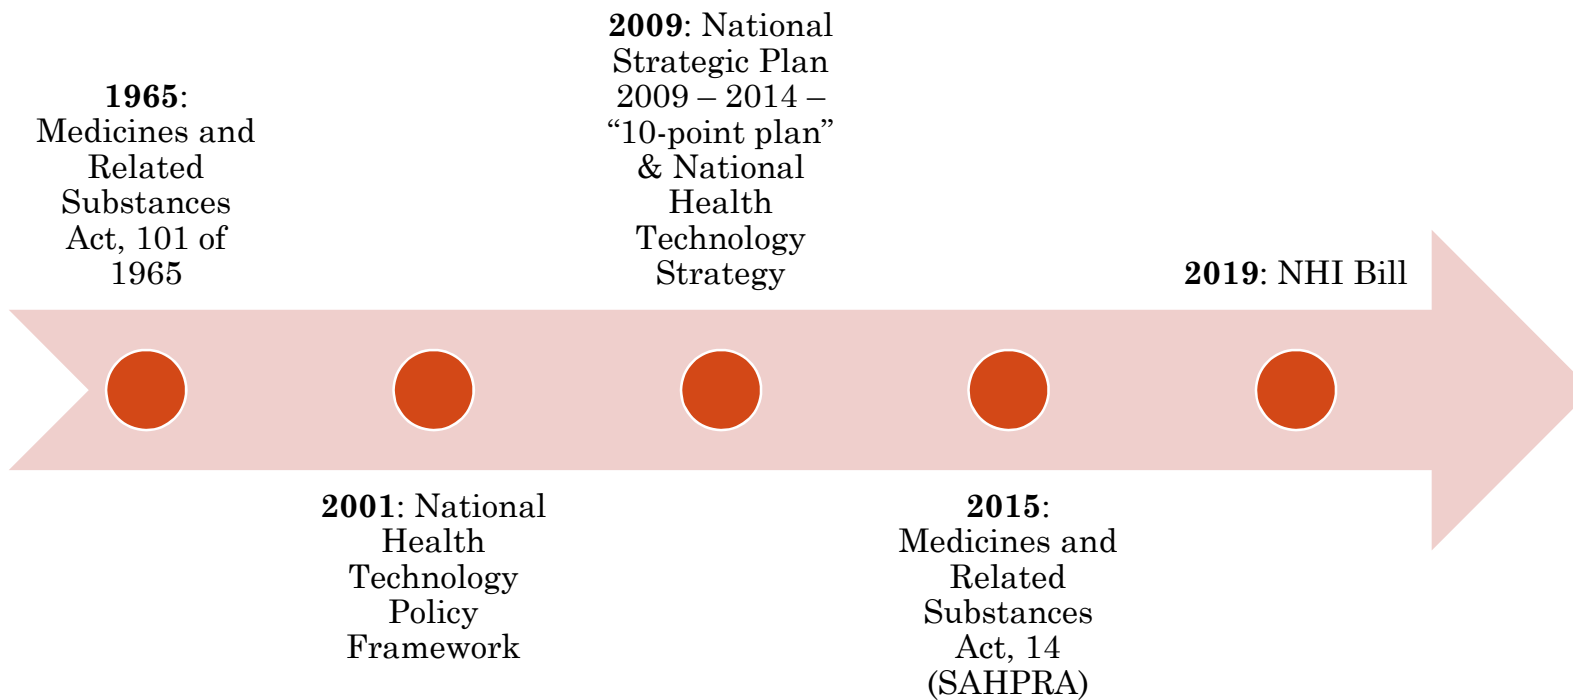 1965:
Medicines and
Related
Substances
Act, 101 of
1965
2001: National
Health
Technology
Policy
Framework
2009: National
Strategic Plan
2009 – 2014 –
“10-point plan”
& National
Health
Technology
Strategy
2015:
Medicines and
Related
Substances
Act, 14
(SAHPRA)
2019: NHI Bill